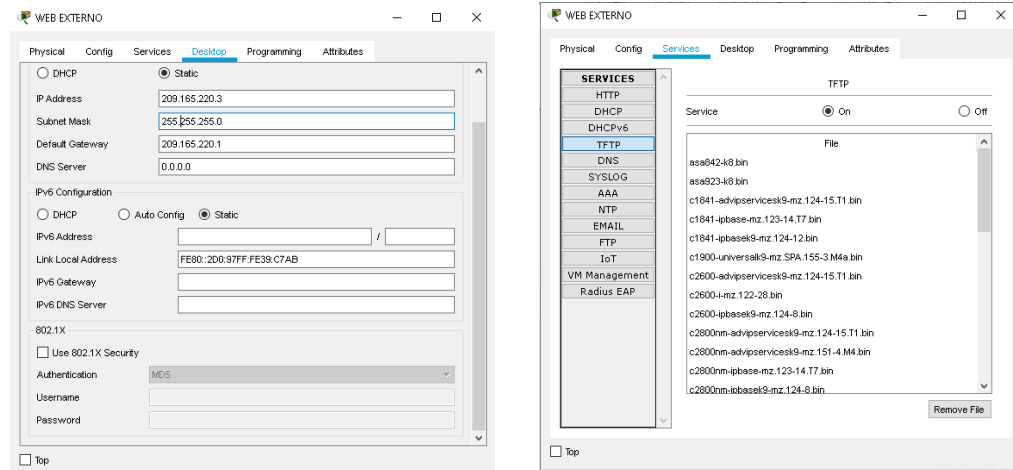 WEB EXTERNO
Physical Config Services Desktop Programming Attributes
DHCP Static
IP Address 209.165.220.3
Subnet Mask 255.255.255.0
Default Gateway 209.165.220.1
DNS Server 0.0.0.0
IPv6 Configuration
DHCP Auto Config Static
IPv6 Address /
Link Local Address FE80::2D0:97FF:FE39:C7AB
IPv6 Gateway
IPv6 DNS Server
802.1X
Use 802.1X Security
Authentication MD5
Username
Password
Top
WEB EXTERNO
Physical Config Services Desktop Programming Attributes
SERVICES
HTTP
DHCP
DHCPv6
TFTP
DNS
SYSLOG
AAA
NTP
EMAIL
FTP
IoT
VM Management
Radius EAP
TFTP
Service On Off
File
asa842-k8.bin
asa923-k8.bin
c1841-advipservicesk9-mz.124-15.T1.bin
c1841-ipbase-mz.123-14.T7.bin
c1841-ipbasek9-mz.124-12.bin
c1900-universalk9-mz.SPA.155-3.M4a.bin
c2600-advipservicesk9-mz.124-15.T1.bin
c2600-i-mz.122-28.bin
c2600-ipbasek9-mz.124-8.bin
c2800nm-advipservicesk9-mz.124-15.T1.bin
c2800nm-advipservicesk9-mz.151-4.M4.bin
c2800nm-ipbase-mz.123-14.T7.bin
c2800nm-ipbasek9-mz.124-8.bin
Remove File
Top